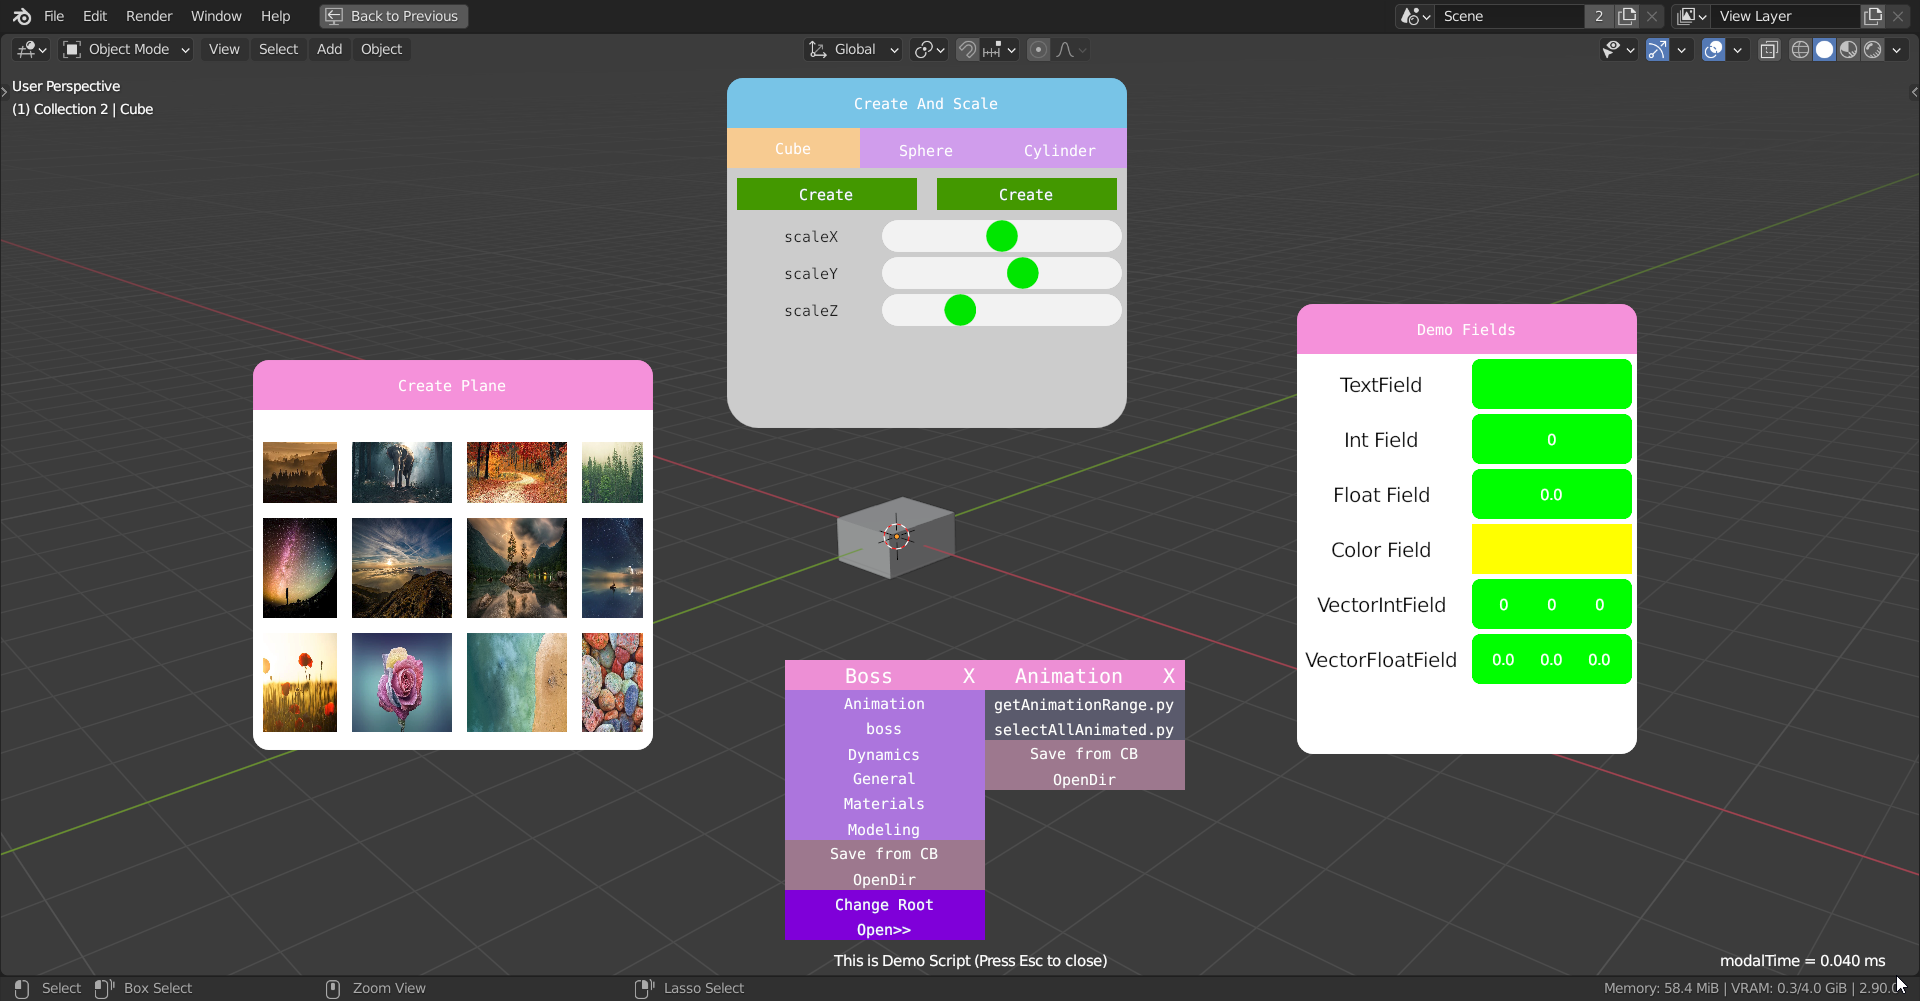 File Edit Render Window Help Back to Previous Scene 2 View Layer
Object Mode View Select Add Object Global
User Perspective
(1) Collection 2 | Cube
Create And Scale
Cube Sphere Cylinder
Create Create
scaleX
scaleY
scaleZ
Create Plane
Demo Fields
TextField
Int Field 0
Float Field 0.0
Color Field
VectorIntField 0 0 0
VectorFloatField 0.0 0.0 0.0
Boss X
Animation
boss
Dynamics
General
Materials
Modeling
Save from CB
OpenDir
Change Root
Open>>
Animation X
getAnimationRange.py
selectAllAnimated.py
Save from CB
OpenDir
This is Demo Script (Press Esc to close)
modalTime = 0.040 ms
Select Box Select Zoom View Lasso Select Memory: 58.4 MiB | VRAM: 0.3/4.0 GiB |